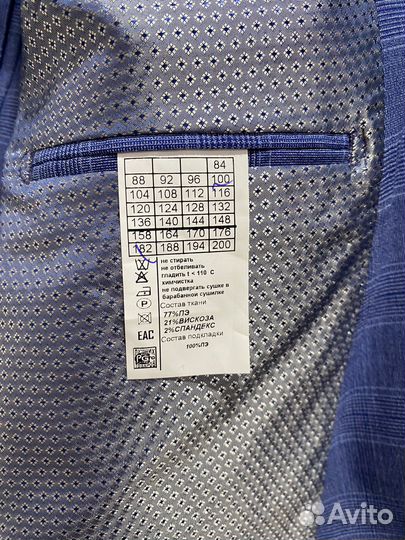 84
88 92 96 100
104 108 112 116
120 124 128 132
136 140 144 148
158 164 170 176
182 188 194 200
не стирать
не отбеливать
гладить t < 110 С
химчистка
не подвергать сушке в
барабанной сушилке
P
Состав ткани
77%ПЭ
21%ВИСКОЗА
2%СПАНДЕКС
EAC
Состав подкладки
100%ПЭ
Avito